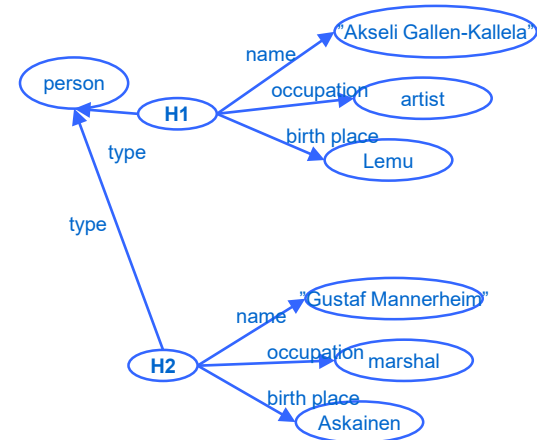 ”Akseli Gallen-Kallela”
name
person
occupation
artist
H1
birth place
type
Lemu
type
”Gustaf Mannerheim”
name
occupation
marshal
H2
birth place
Askainen